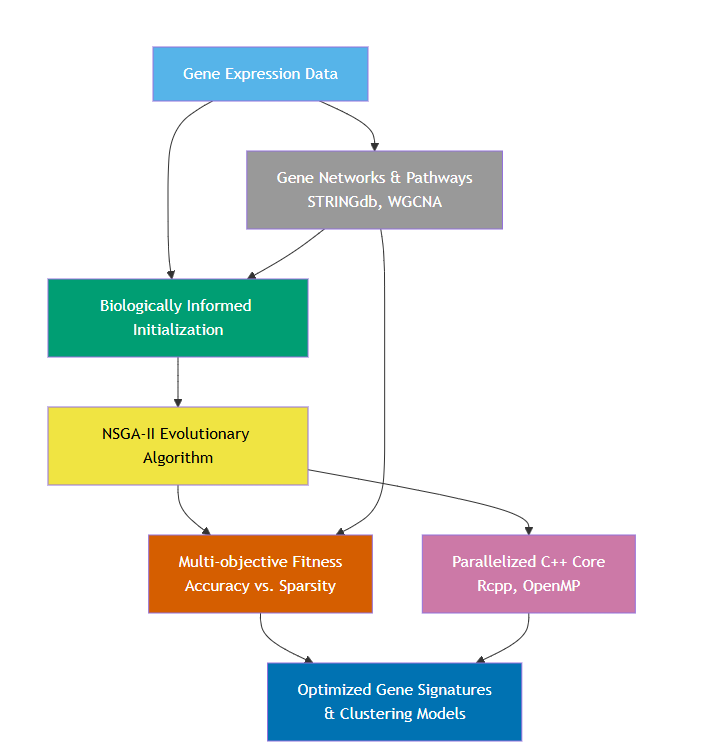 Gene Expression Data
Gene Networks & Pathways
STRINGdb, WGCNA
Biologically Informed
Initialization
NSGA-II Evolutionary
Algorithm
Multi-objective Fitness
Accuracy vs. Sparsity
Parallelized C++ Core
Rcpp, OpenMP
Optimized Gene Signatures
& Clustering Models